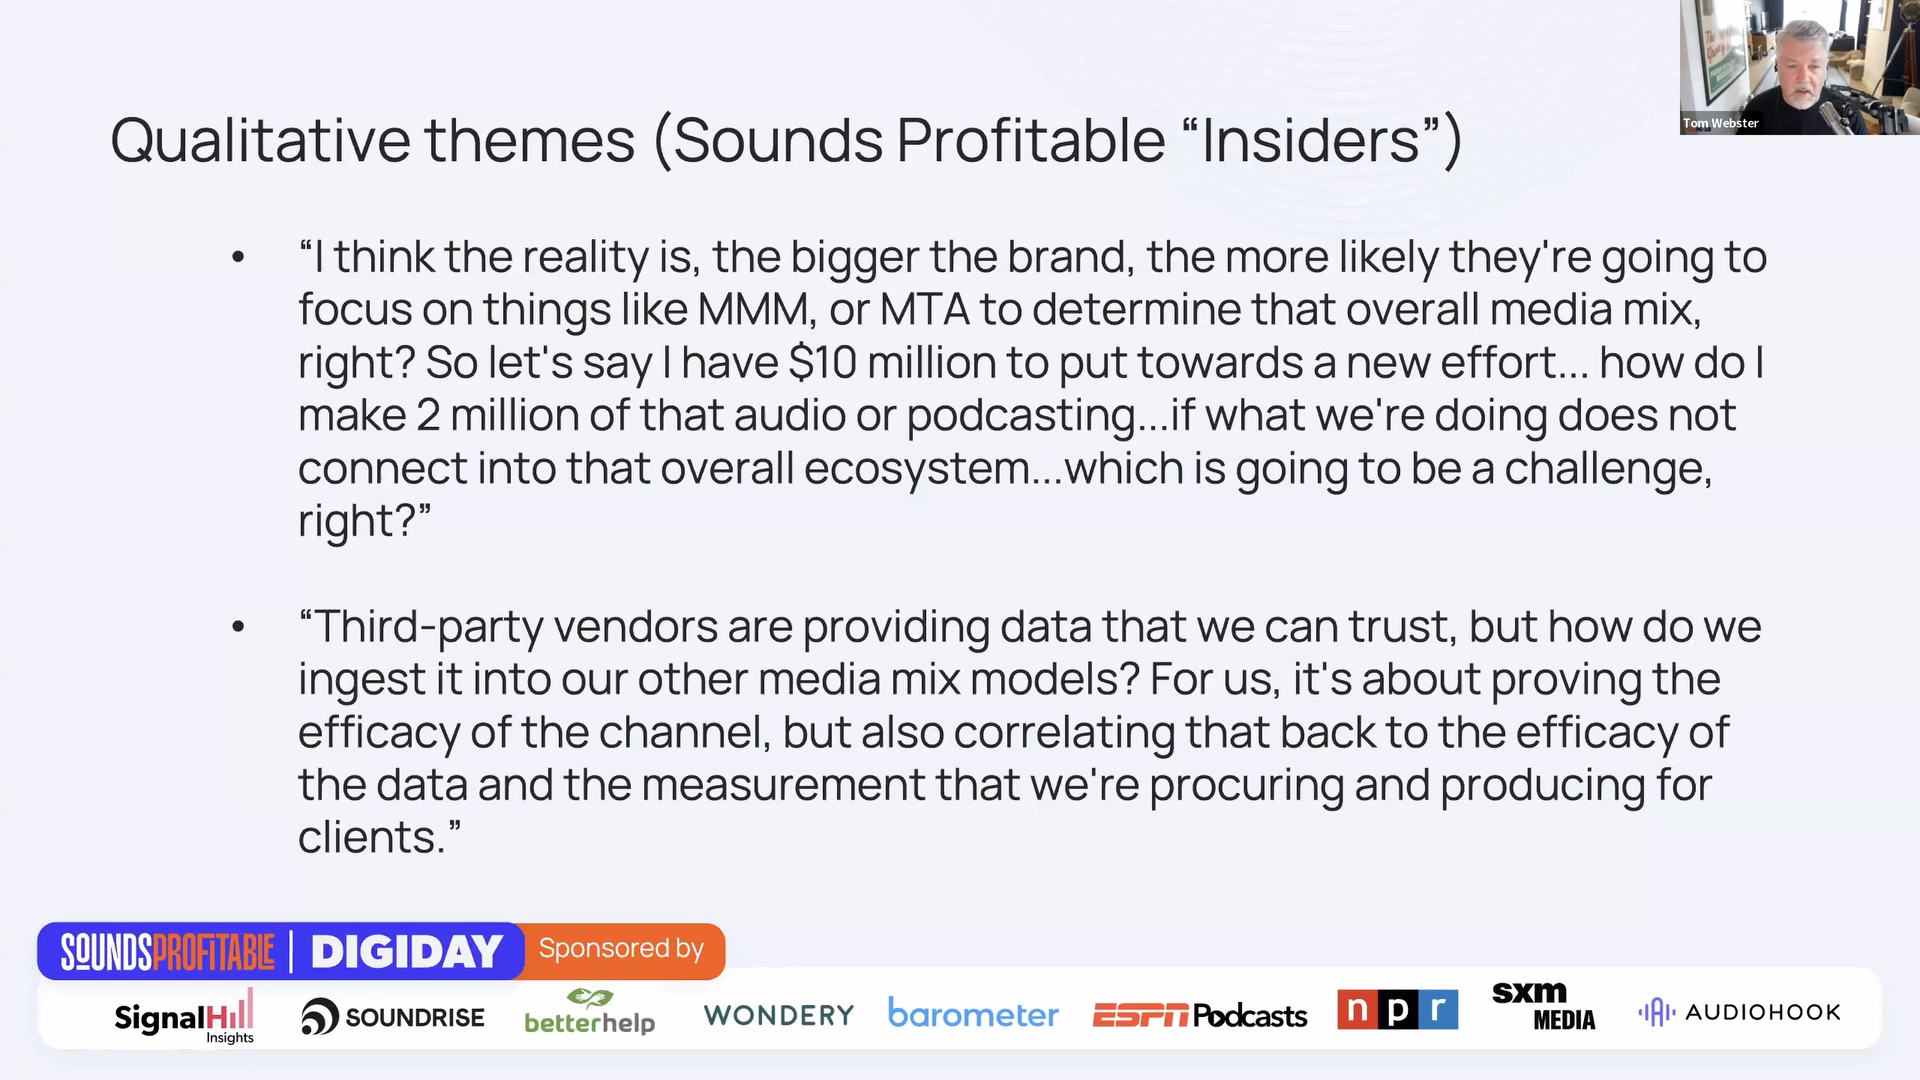 Qualitative themes (Sounds Profitable “Insiders”)
Tom Webster
• “I think the reality is, the bigger the brand, the more likely they're going to
focus on things like MMM, or MTA to determine that overall media mix,
right? So let's say I have $10 million to put towards a new effort... how do I
make 2 million of that audio or podcasting...if what we're doing does not
connect into that overall ecosystem...which is going to be a challenge,
right?”
• “Third-party vendors are providing data that we can trust, but how do we
ingest it into our other media mix models? For us, it's about proving the
efficacy of the channel, but also correlating that back to the efficacy of
the data and the measurement that we're procuring and producing for
clients.”
SOUNDSPROFITABLE | DIGIDAY Sponsored by
SignalHill
Insights
SOUNDRISE
betterhelp
WONDERY
barometer
ESPN Podcasts
npr
sxm
MEDIA
AUDIOHOOK